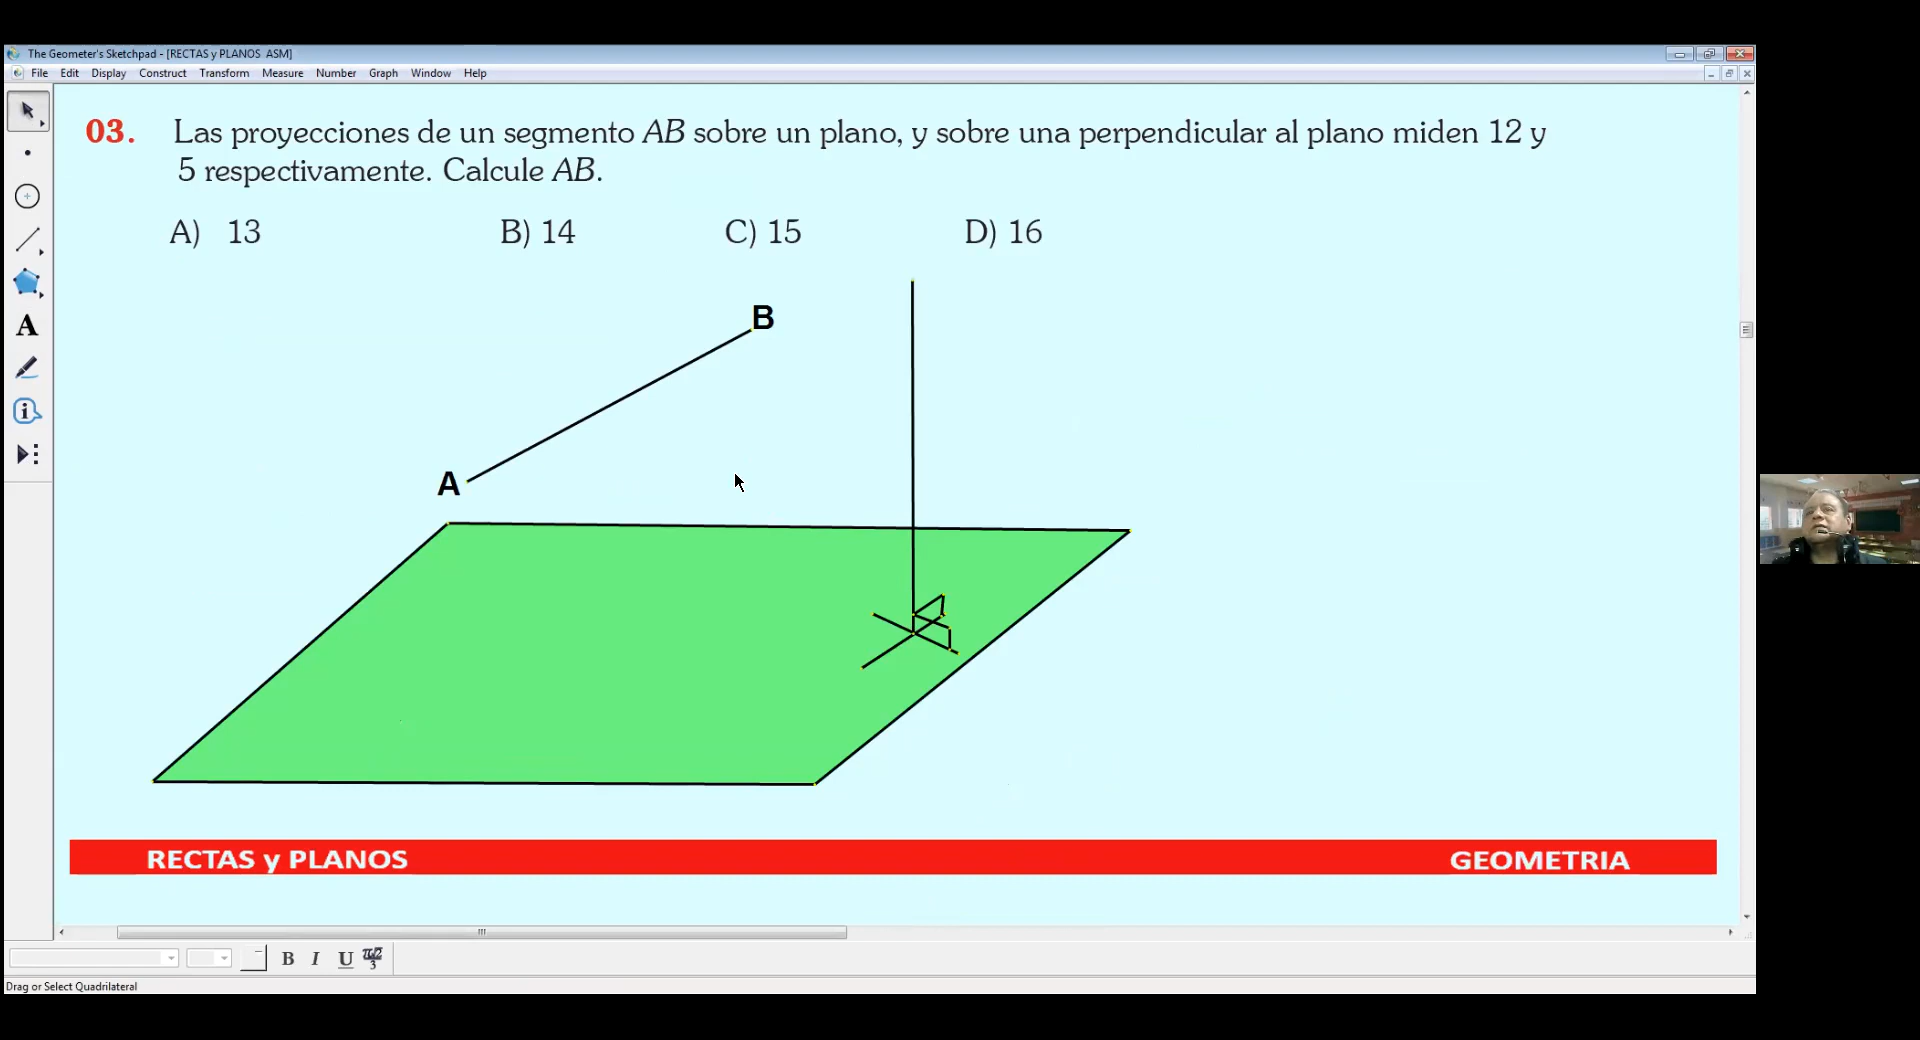 The Geometer's Sketchpad - [RECTAS y PLANOS ASM]
File Edit Display Construct Transform Measure Number Graph Window Help
03. Las proyecciones de un segmento AB sobre un plano, y sobre una perpendicular al plano miden 12 y
5 respectivamente. Calcule AB.
A) 13 B) 14 C) 15 D) 16
B
A
A
RECTAS y PLANOS GEOMETRIA
B I U π/2 3
Drag or Select Quadrilateral